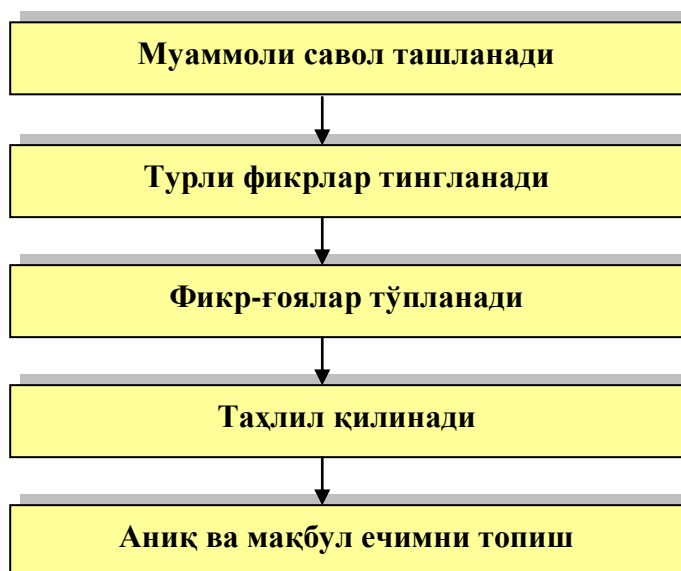 Муаммоли савол ташланади
Турли фикрлар тингланади
Фикр-ғоялар тўпланади
Таҳлил қилинади
Аниқ ва мақбул ечимни топиш